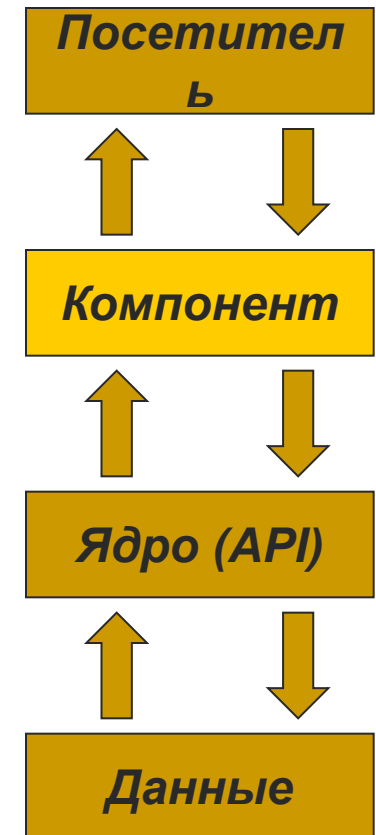 Посетител
ь
Компонент
Ядро (API)
Данные